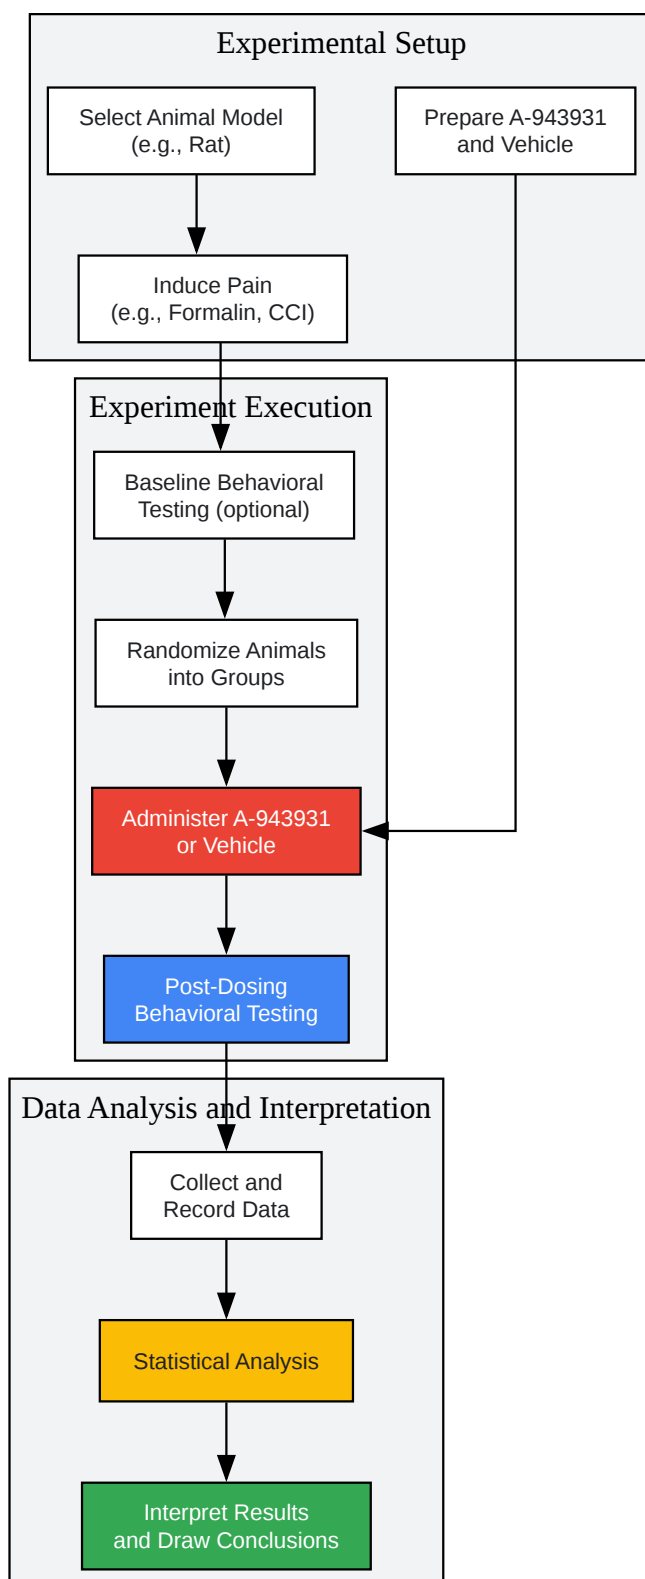 Experimental Setup
Select Animal Model
(e.g., Rat)
Prepare A-943931
and Vehicle
Induce Pain
(e.g., Formalin, CCI)
Experiment Execution
Baseline Behavioral
Testing (optional)
Randomize Animals
into Groups
Administer A-943931
or Vehicle
Post-Dosing
Behavioral Testing
Data Analysis and Interpretation
Collect and
Record Data
Statistical Analysis
Interpret Results
and Draw Conclusions